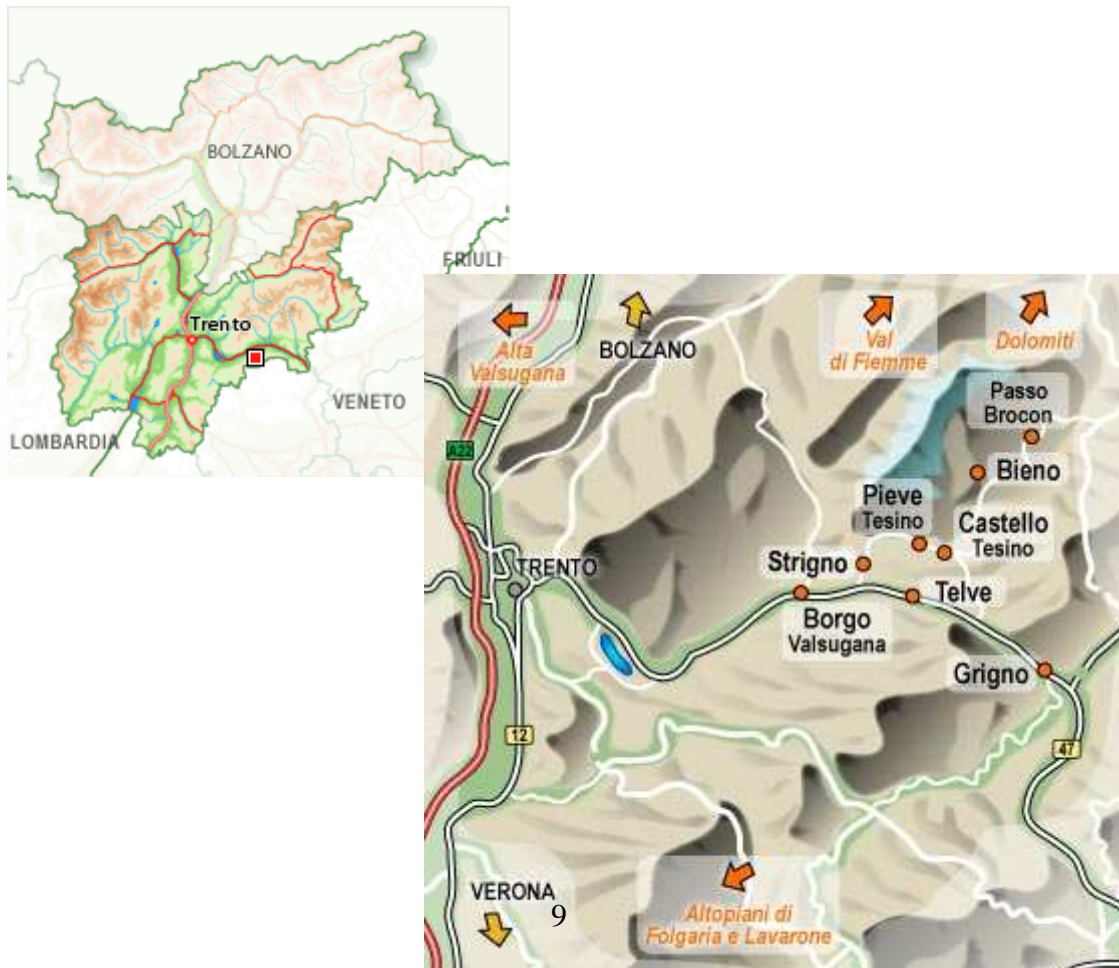 BOLZANO
FRIULI
Trento
VENETO
LOMBARDIA
Alta
Valsugana
BOLZANO
Val
di Fiemme
Dolomiti
Passo
Brocon
A22
Bieno
Pieve
Tesino
Castello
Tesino
Strigno
TRENTO
Telve
Borgo
Valsugana
Grigno
12
47
VERONA
9
Altopiani di
Folgaria e Lavarone